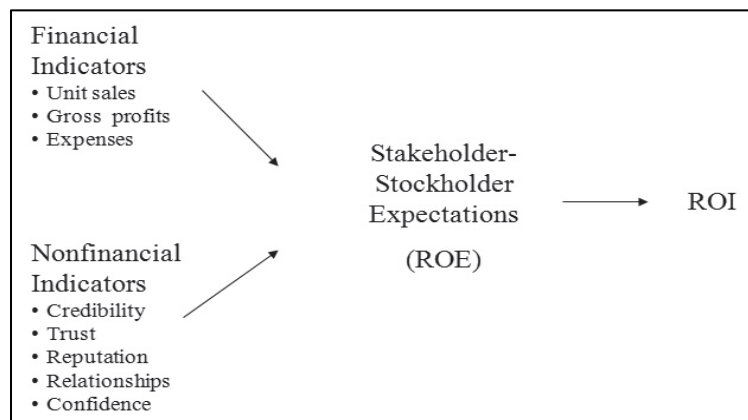 Financial
Indicators
• Unit sales
• Gross profits
• Expenses
Stakeholder-
Stockholder
Expectations
(ROE)
ROI
Nonfinancial
Indicators
• Credibility
• Trust
• Reputation
• Relationships
• Confidence